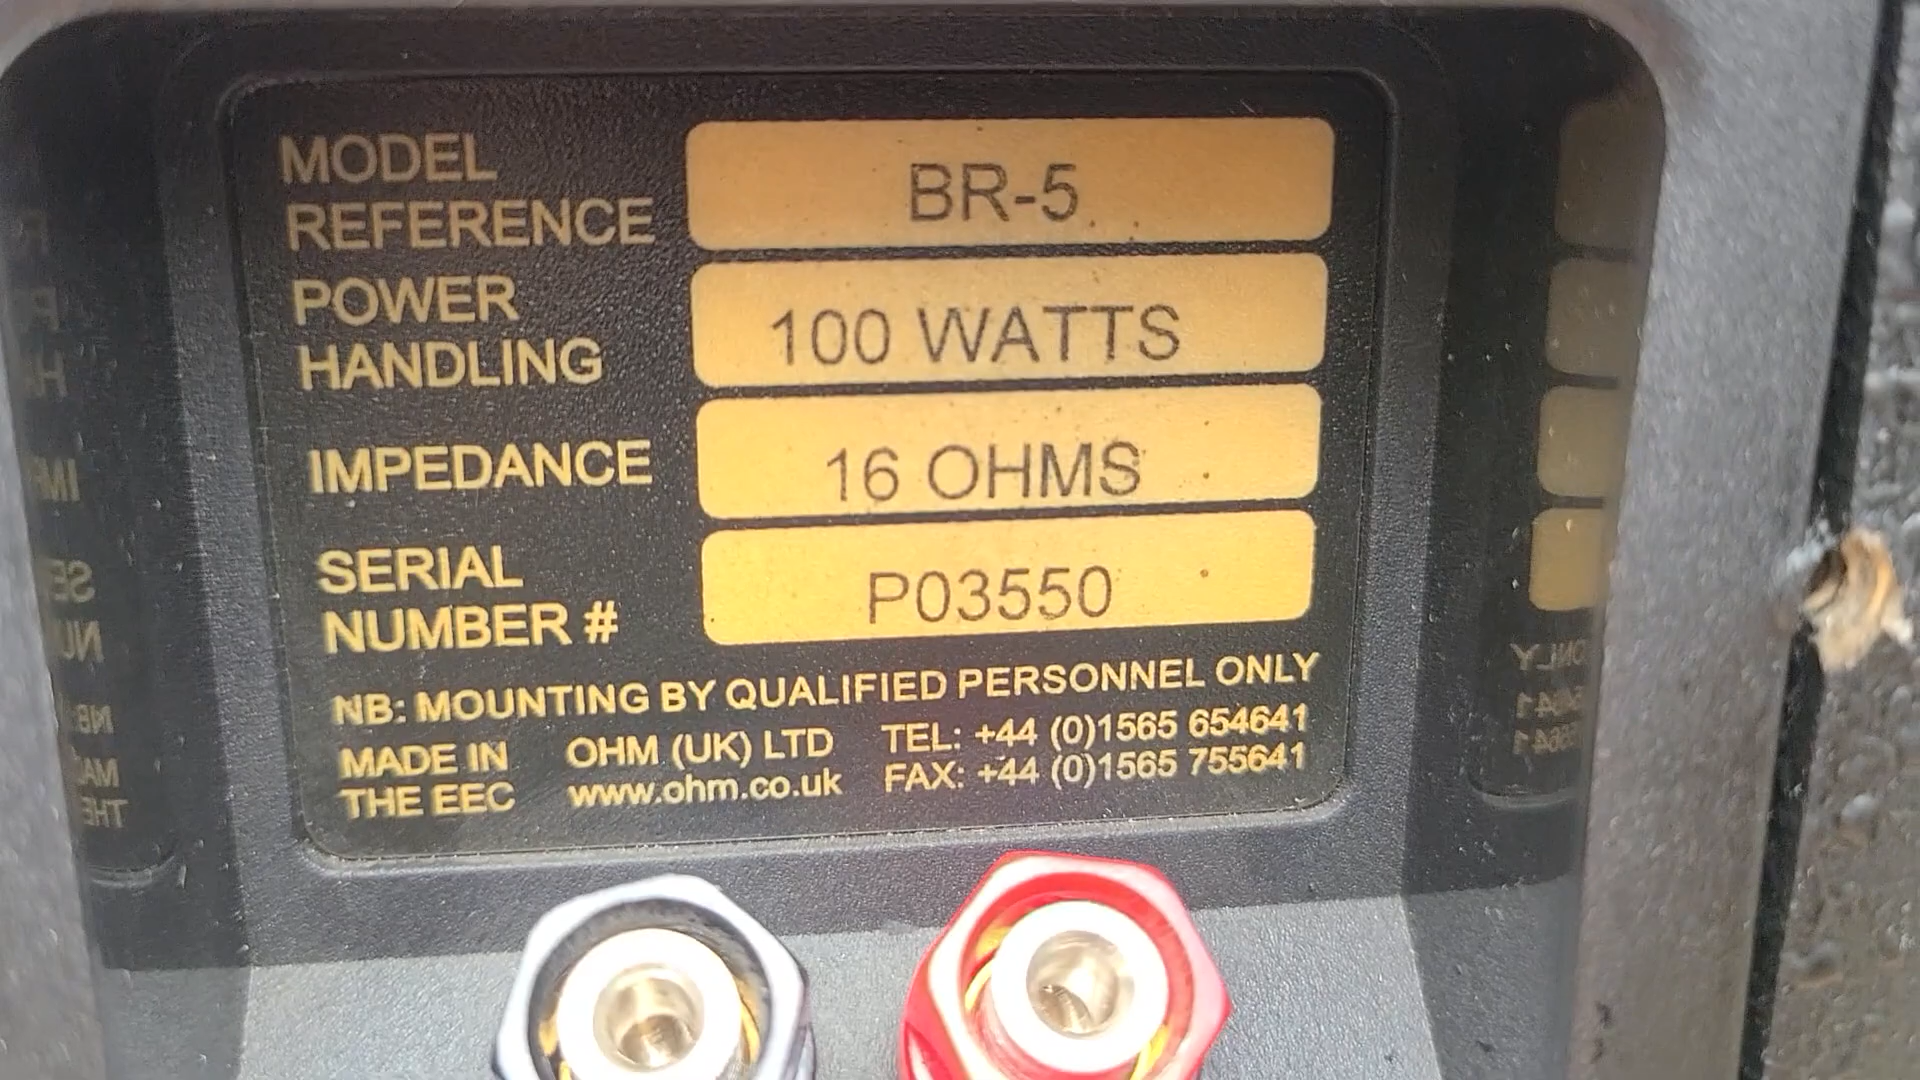 MODEL
REFERENCE
BR-5
POWER
HANDLING
100 WATTS
IMPEDANCE
16 OHMS
SERIAL
NUMBER #
P03550
NB: MOUNTING BY QUALIFIED PERSONNEL ONLY
MADE IN
THE EEC
OHM (UK) LTD
www.ohm.co.uk
TEL: +44 (0)1565 654641
FAX: +44 (0)1565 755641